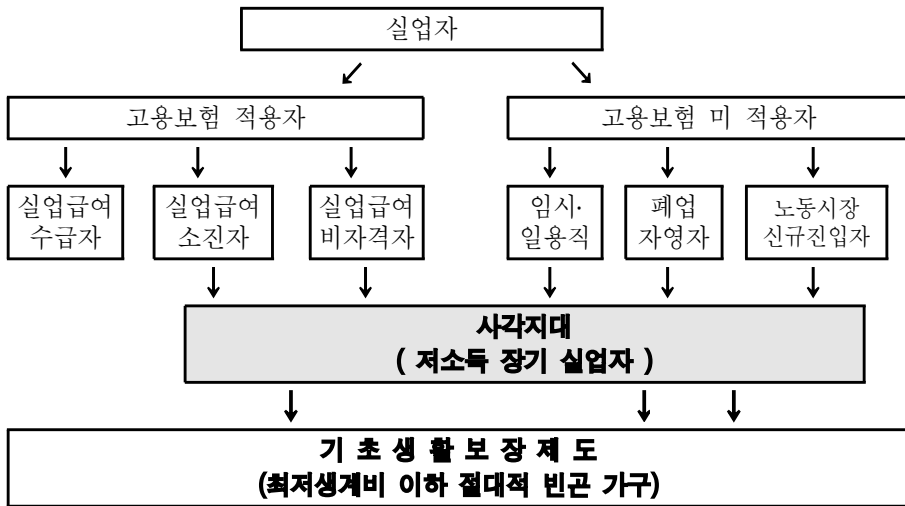 실업자
고용보험 적용자
고용보험 미 적용자
실업급여
수급자
실업급여
소진자
실업급여
비자격자
임시·
일용직
폐업
자영자
노동시장
신규진입자
사각지대
( 저소득 장기 실업자 )
기 초 생 활 보 장 제 도
(최저생계비 이하 절대적 빈곤 가구)